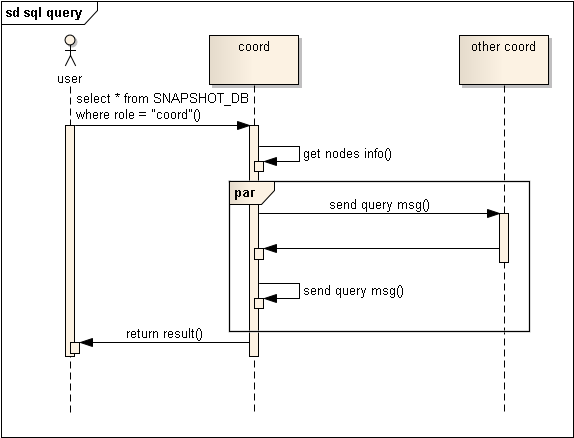 sd sql query
coord
other coord
user
select * from SNAPSHOT_DB
where role = "coord"()
get nodes info()
par
send query msg()
send query msg()
return result()